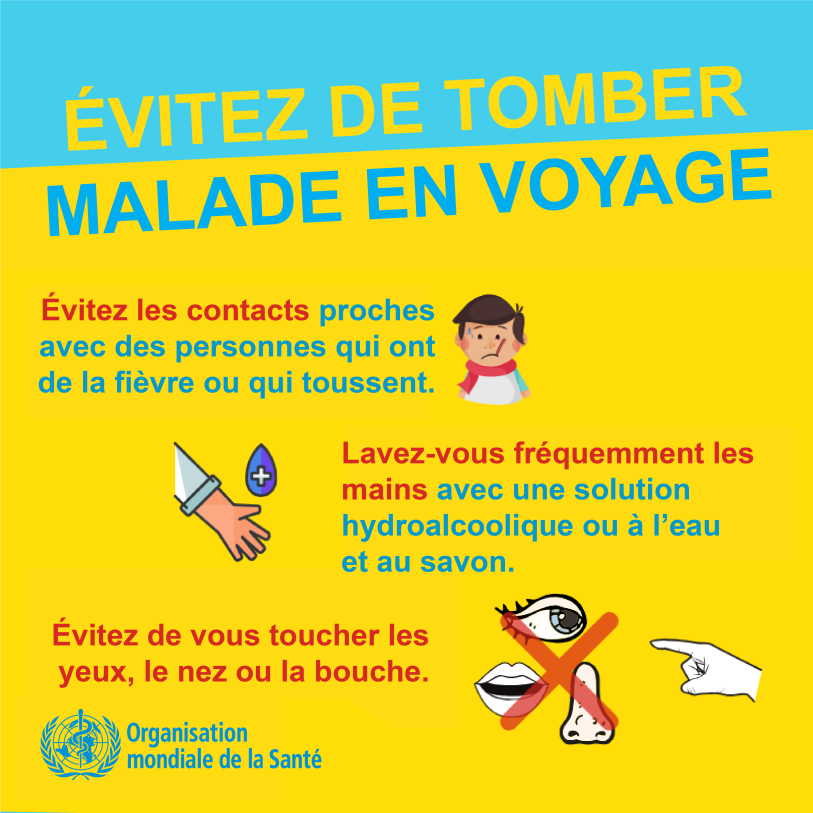 ÉVITEZ DE TOMBER
MALADE EN VOYAGE
Évitez les contacts proches
avec des personnes qui ont
de la fièvre ou qui toussent.
Lavez-vous fréquemment les
mains avec une solution
hydroalcoolique ou à l’eau
et au savon.
Évitez de vous toucher les
yeux, le nez ou la bouche.
Organisation
mondiale de la Santé